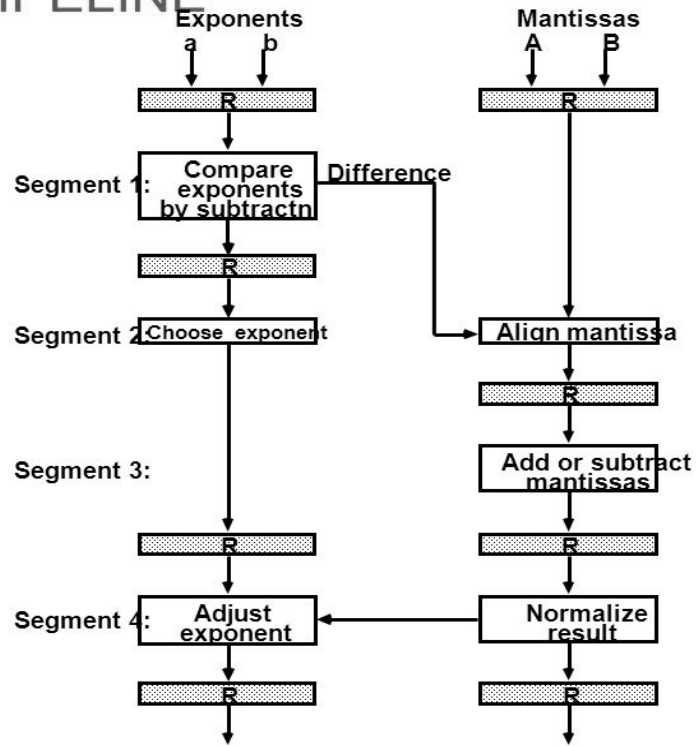 Exponents
a b
Mantissas
A B
R
R
Segment 1:
Compare
exponents
by subtractn
Difference
R
Segment 2:
Choose exponent
Align mantissa
R
Segment 3:
Add or subtract
mantissas
R
R
Segment 4:
Adjust
exponent
Normalize
result
R
R